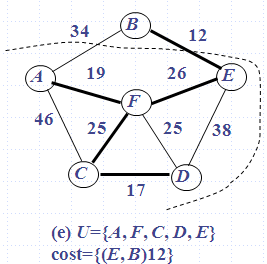 B
34 12
A 19 26 E
F
46 25 25 38
C D
17
(e) U={A, F, C, D, E}
cost={(E, B)12}